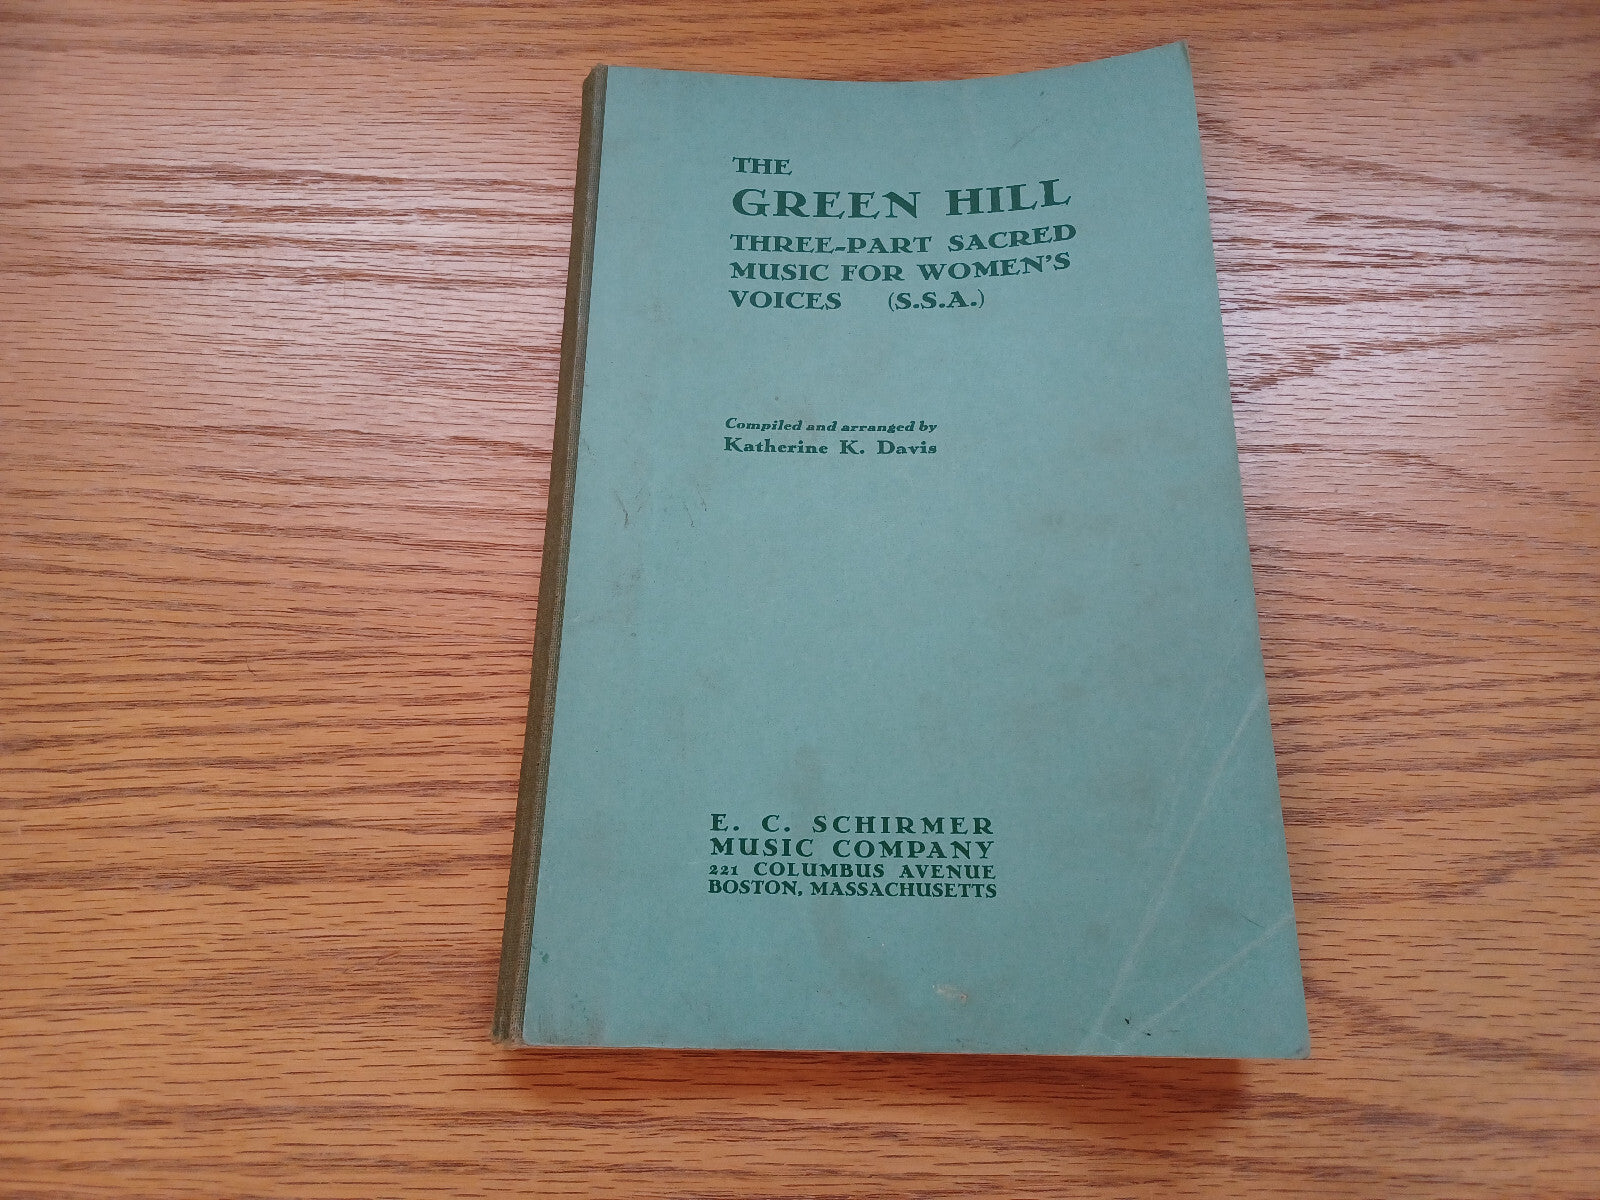 THE
GREEN HILL
THREE-PART SACRED
MUSIC FOR WOMEN'S
VOICES (S.S.A.)
Compiled and arranged by
Katherine K. Davis
E. C. SCHIRMER
MUSIC COMPANY
221 COLUMBUS AVENUE
BOSTON, MASSACHUSETTS